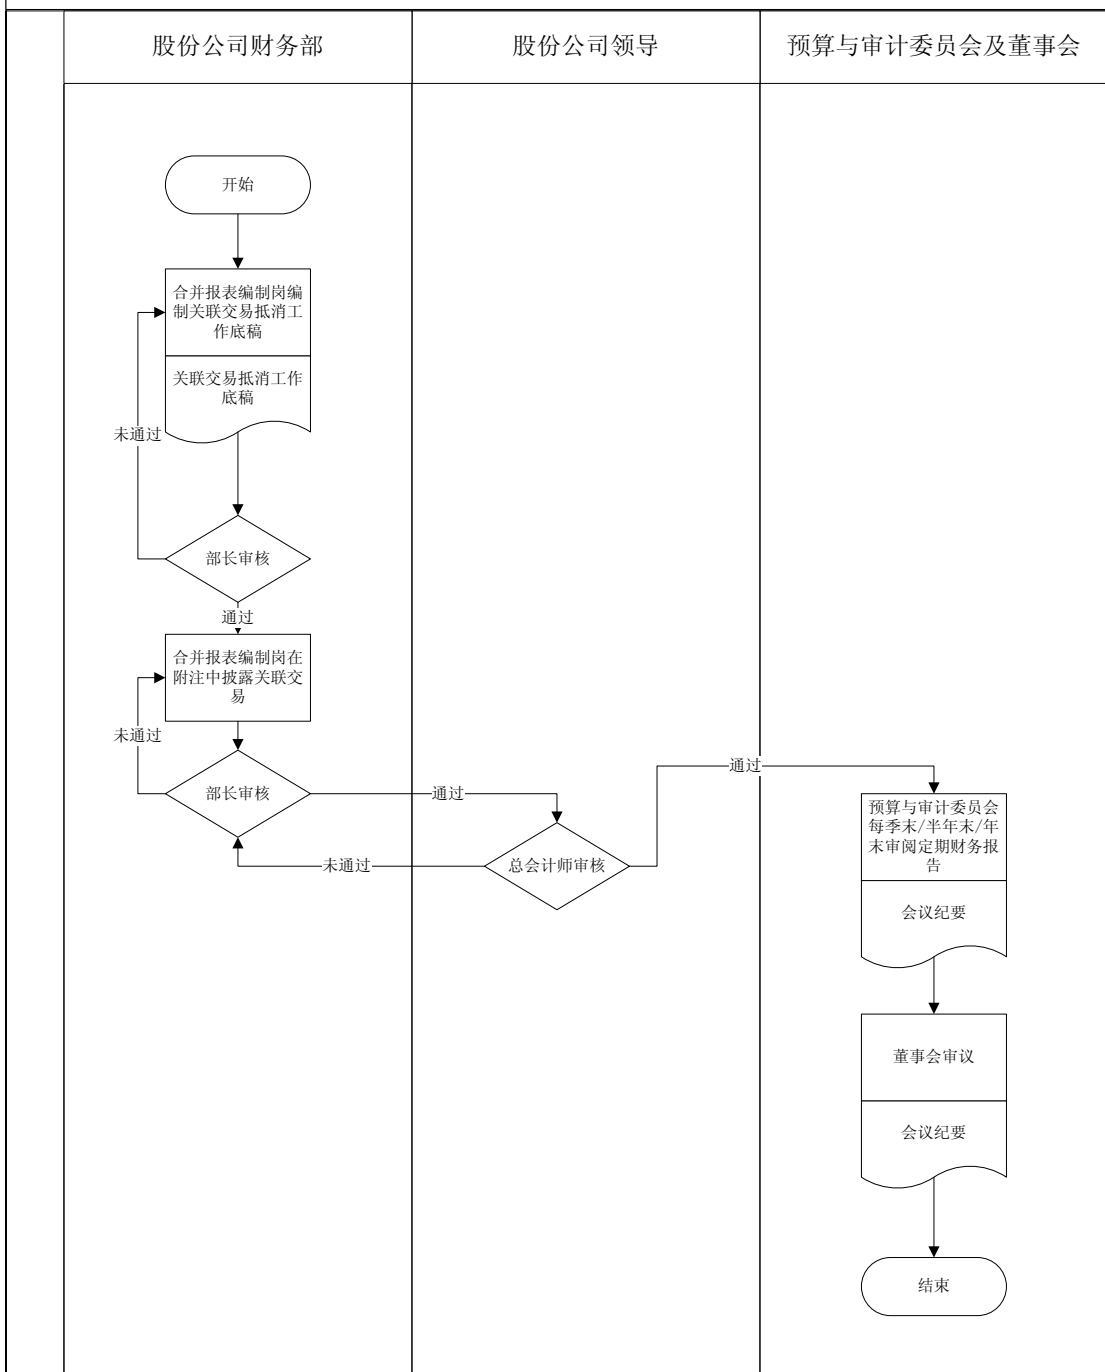 股份公司财务部
股份公司领导
预算与审计委员会及董事会
开始
合并报表编制岗编
制关联交易抵消工
作底稿
关联交易抵消工作
底稿
未通过
部长审核
通过
合并报表编制岗在
附注中披露关联交
易
未通过
部长审核
通过
未通过
总会计师审核
通过
预算与审计委员会
每季末/半年末/年
末审阅定期财务报
告
会议纪要
董事会审议
会议纪要
结束